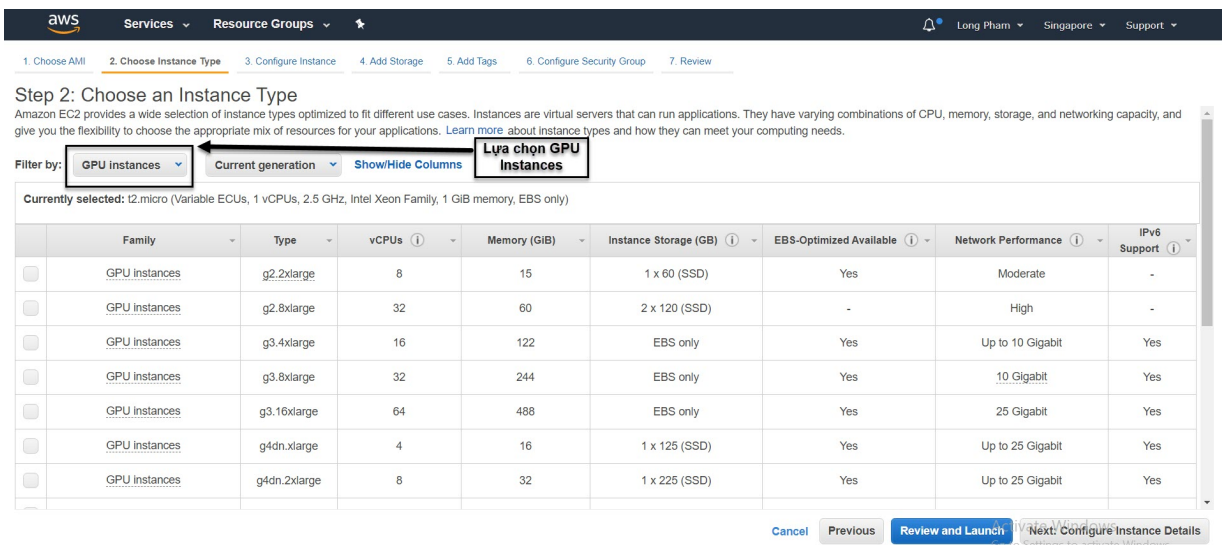 aws Services Resource Groups Long Pham Singapore Support
1. Choose AMI 2. Choose Instance Type 3. Configure Instance 4. Add Storage 5. Add Tags 6. Configure Security Group 7. Review
Step 2: Choose an Instance Type
Amazon EC2 provides a wide selection of instance types optimized to fit different use cases. Instances are virtual servers that can run applications. They have varying combinations of CPU, memory, storage, and networking capacity, and
give you the flexibility to choose the appropriate mix of resources for your applications. Learn more about instance types and how they can meet your computing needs.
Lựa chọn GPU
Instances
Filter by: GPU instances Current generation Show/Hide Columns
Currently selected: t2.micro (Variable ECUs, 1 vCPUs, 2.5 GHz, Intel Xeon Family, 1 GiB memory, EBS only)
Family Type vCPUs Memory (GiB) Instance Storage (GB) EBS-Optimized Available Network Performance IPv6 Support
GPU instances g2.2xlarge 8 15 1 x 60 (SSD) Yes Moderate -
GPU instances g2.8xlarge 32 60 2 x 120 (SSD) - High -
GPU instances g3.4xlarge 16 122 EBS only Yes Up to 10 Gigabit Yes
GPU instances g3.8xlarge 32 244 EBS only Yes 10 Gigabit Yes
GPU instances g3.16xlarge 64 488 EBS only Yes 25 Gigabit Yes
GPU instances g4dn.xlarge 4 16 1 x 125 (SSD) Yes Up to 25 Gigabit Yes
GPU instances g4dn.2xlarge 8 32 1 x 225 (SSD) Yes Up to 25 Gigabit Yes
Cancel Previous Review and Launch Next: Configure Instance Details
Activate Windows